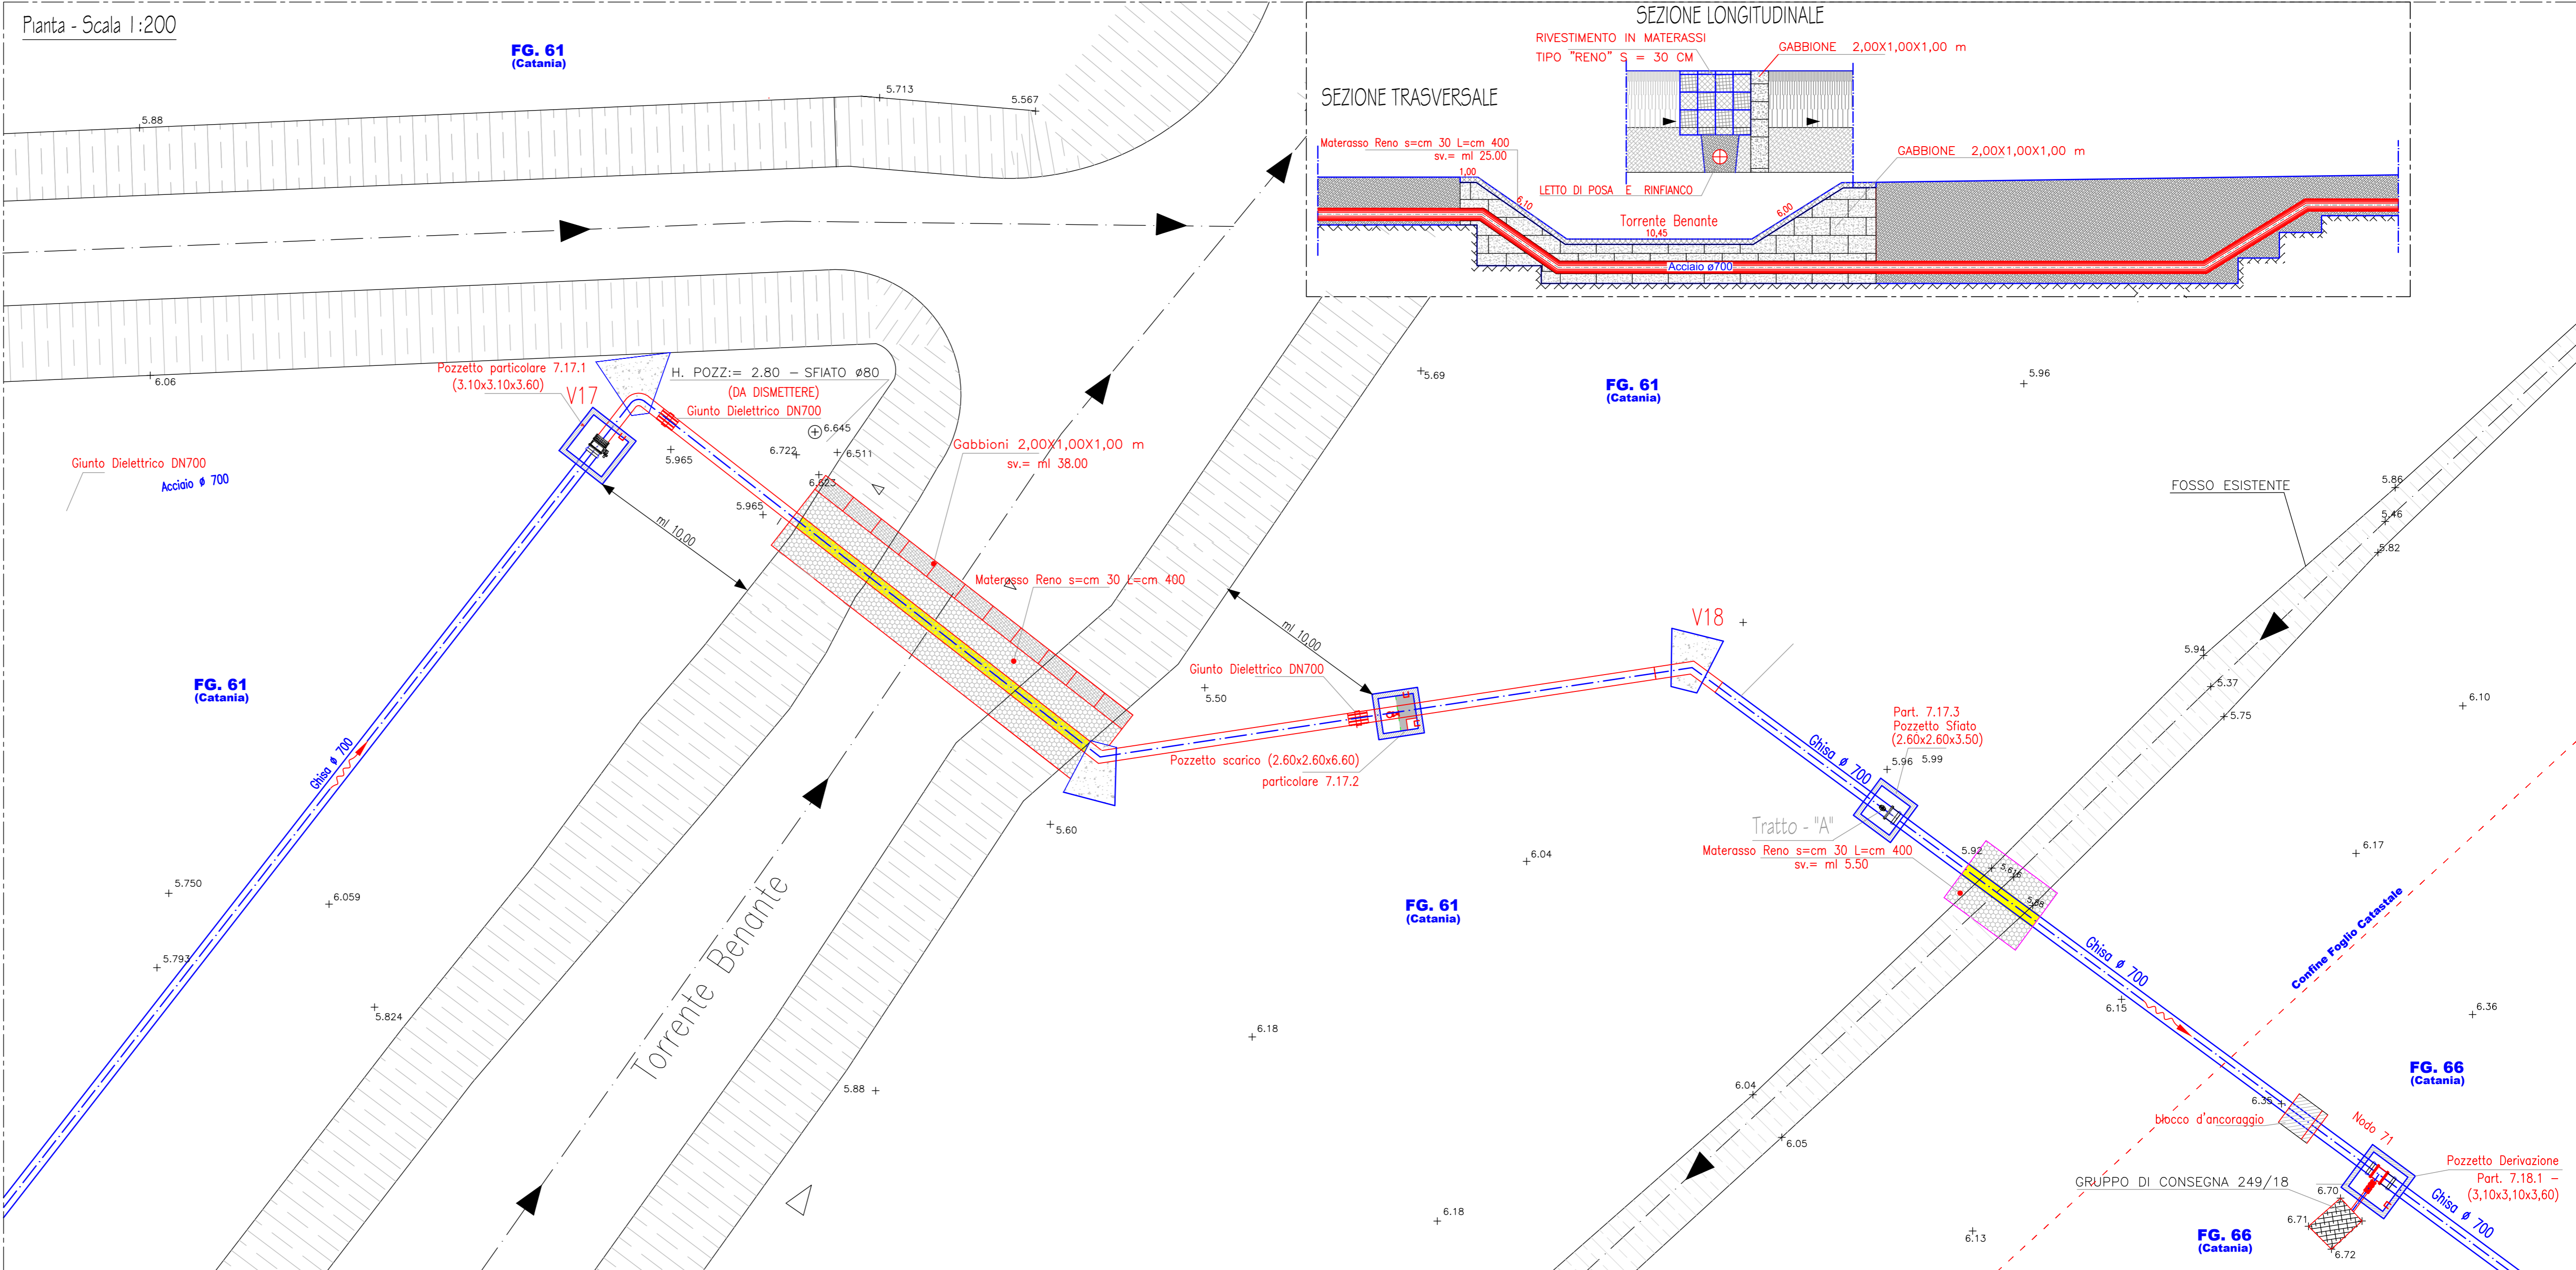 Pianta - Scala 1:200
FG. 61
(Catania)
5.88
5.713
5.567
6.06
SEZIONE LONGITUDINALE
RIVESTIMENTO IN MATERASSI
TIPO "RENO" S = 30 CM
GABBIONE 2,00X1,00X1,00 m
SEZIONE TRASVERSALE
Materasso Reno s=cm 30 L=cm 400
sv.= ml 25.00
1,00
6,10
LETTO DI POSA E RINFIANCO
GABBIONE 2,00X1,00X1,00 m
Torrente Benante
10,45
6,00
Acciaio ø700
Pozzetto particolare 7.17.1
(3.10x3.10x3.60)
V17
H. POZZ:= 2.80 - SFIATO ø80
(DA DISMETTERE)
Giunto Dielettrico DN700
6.645
5.965
6.722
6.511
6.623
5.965
Gabbioni 2,00X1,00X1,00 m
sv.= ml 38.00
Giunto Dielettrico DN700
Acciaio ø 700
ml 10,00
Materasso Reno s=cm 30 L=cm 400
5.69
FG. 61
(Catania)
5.96
FOSSO ESISTENTE
5.86
5.46
5.82
FG. 61
(Catania)
Ghisa ø 700
ml 10,00
Giunto Dielettrico DN700
5.50
V18
5.94
5.37
5.75
6.10
Pozzetto scarico (2.60x2.60x6.60)
particolare 7.17.2
Part. 7.17.3
Pozzetto Sfiato
(2.60x2.60x3.50)
5.96
5.99
Ghisa ø 700
5.60
6.04
Tratto - "A"
Materasso Reno s=cm 30 L=cm 400
sv.= ml 5.50
5.92
5.616
5.88
6.17
5.750
6.059
5.793
5.824
Torrente Benante
FG. 61
(Catania)
Ghisa ø 700
Confine Foglio Catastale
6.15
6.36
6.18
5.88
6.04
6.05
6.35
blocco d'ancoraggio
FG. 66
(Catania)
Nodo 71
Pozzetto Derivazione
Part. 7.18.1 -
(3,10x3,10x3,60)
GRUPPO DI CONSEGNA 249/18
6.70
6.71
6.72
Ghisa ø 700
6.18
6.13
FG. 66
(Catania)